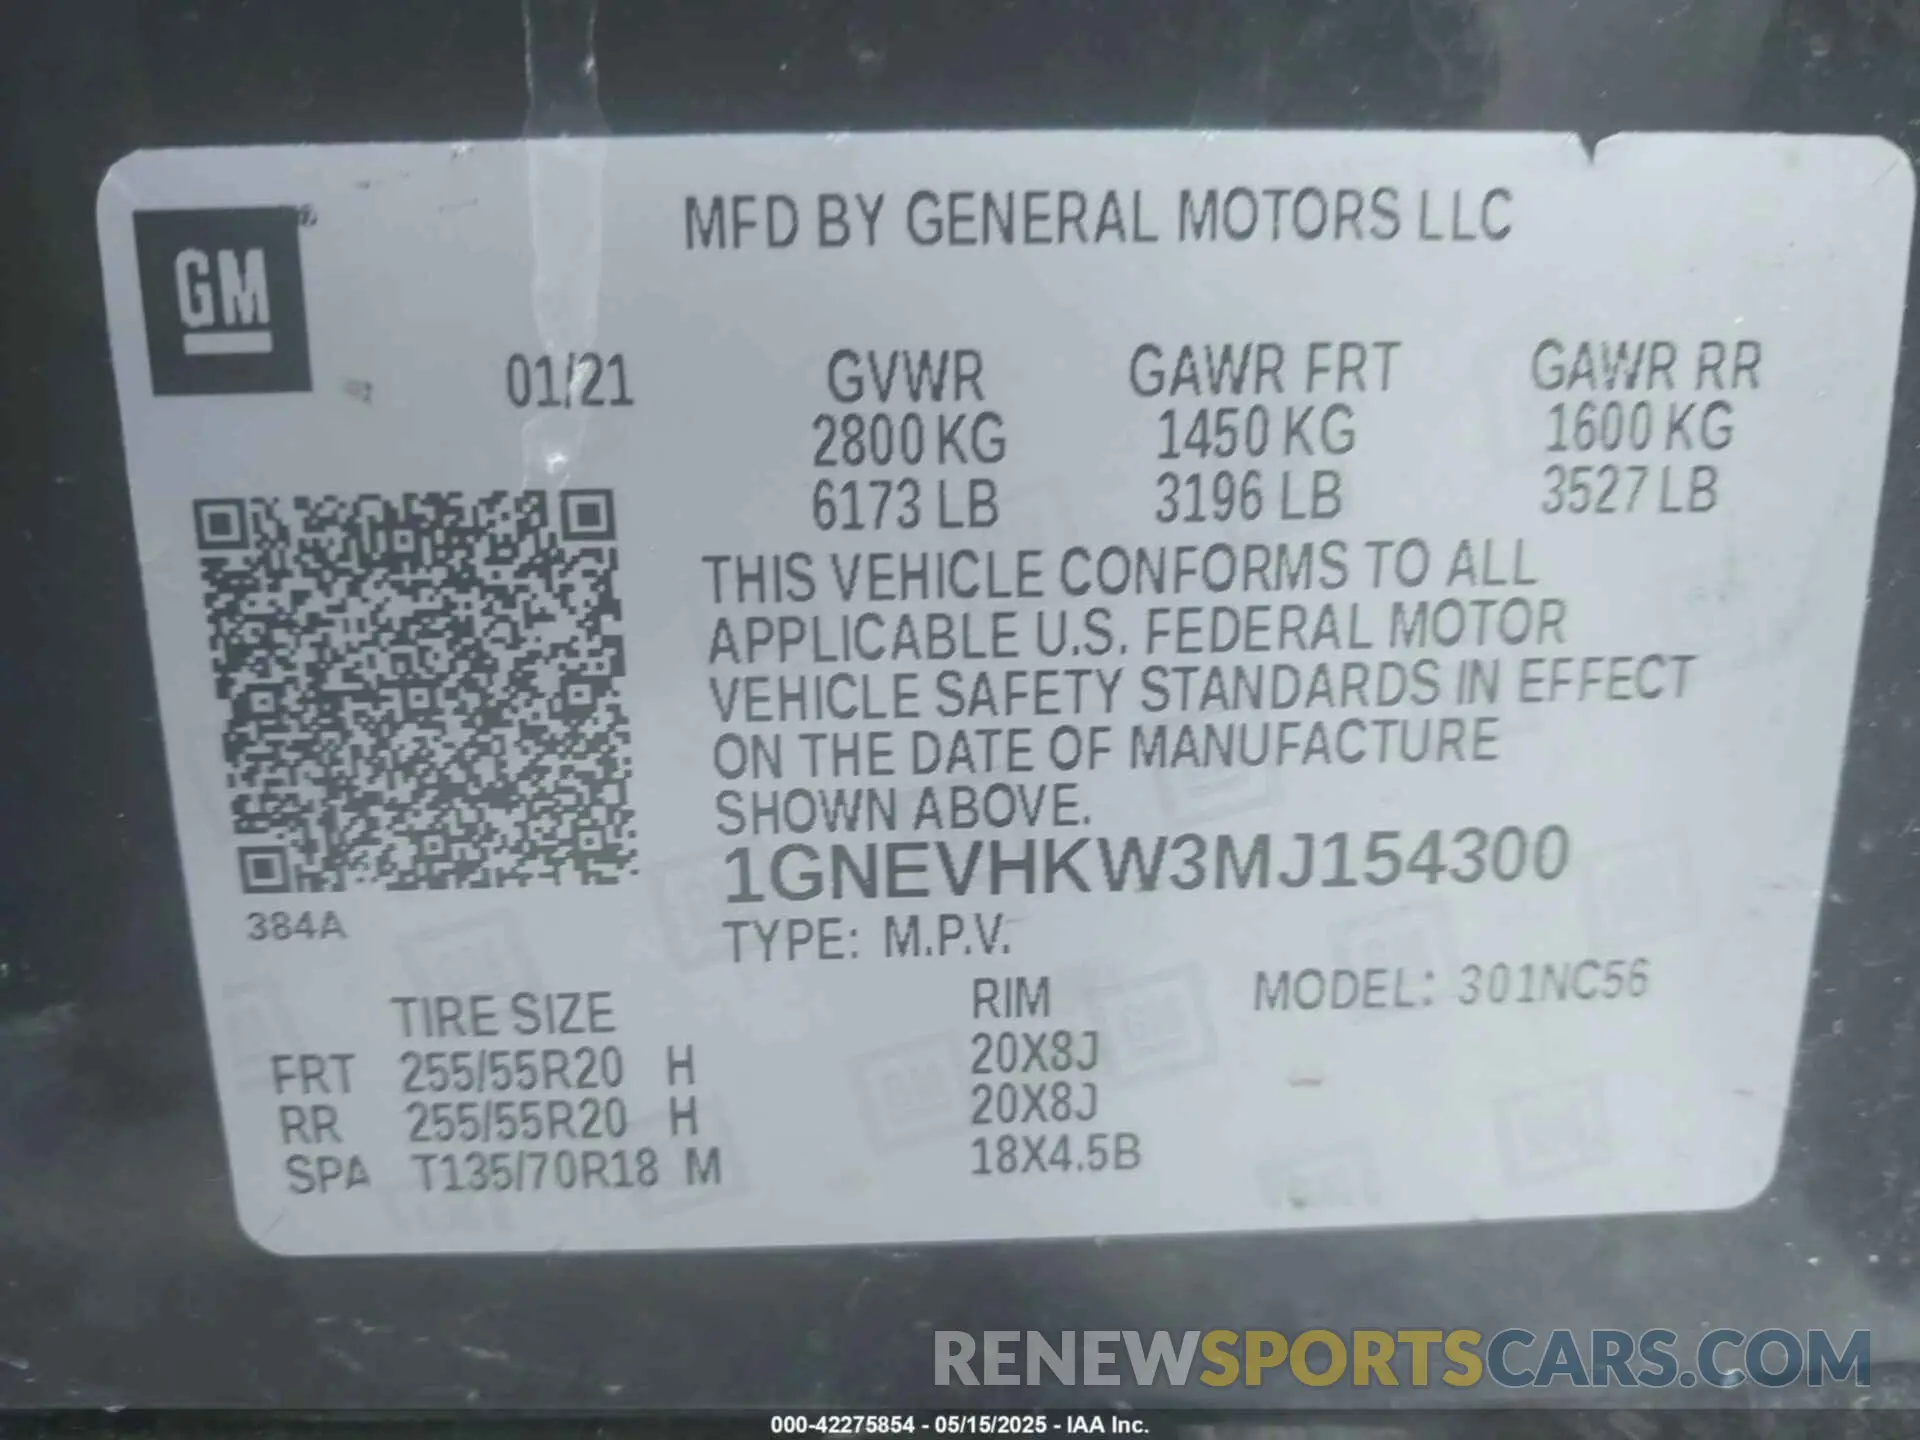 GM
MFD BY GENERAL MOTORS LLC
01/21 GVWR GAWR FRT GAWR RR
2800 KG 1450 KG 1600 KG
6173 LB 3196 LB 3527 LB
THIS VEHICLE CONFORMS TO ALL
APPLICABLE U.S. FEDERAL MOTOR
VEHICLE SAFETY STANDARDS IN EFFECT
ON THE DATE OF MANUFACTURE
SHOWN ABOVE.
1GNEVHKW3MJ154300
384A
TYPE: M.P.V.
TIRE SIZE RIM MODEL: 301NC56
FRT 255/55R20 H 20X8J
RR 255/55R20 H 20X8J
SPA T135/70R18 M 18X4.5B
RENEWSPORTSCARS.COM
000-42275854 - 05/15/2025 - IAA Inc.